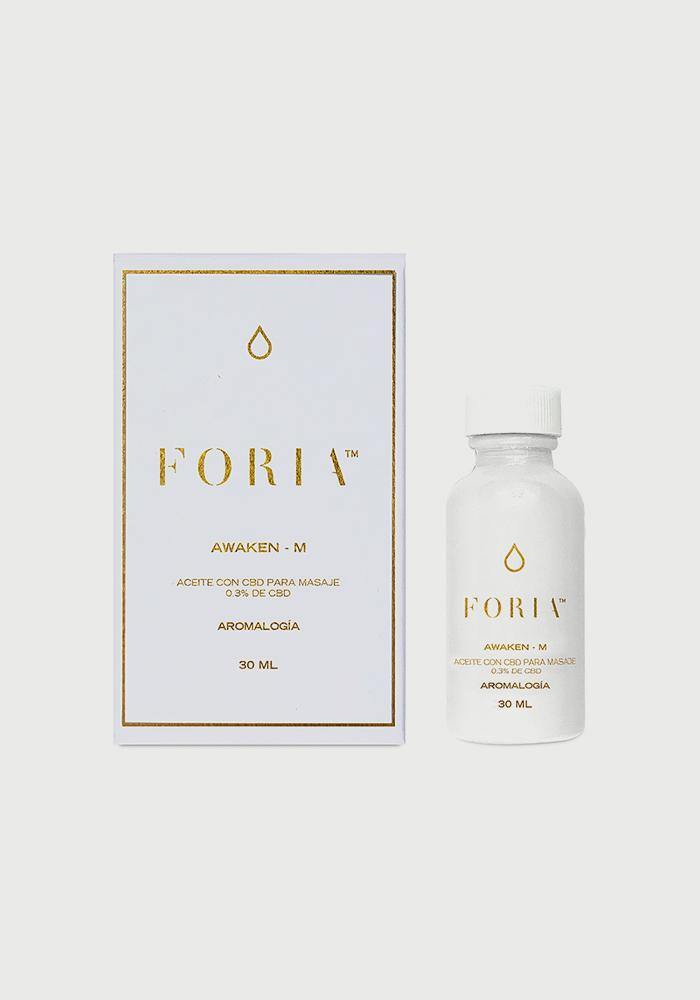 FORIA™
AWAKEN - M
ACEITE CON CBD PARA MASAJE
0.3% DE CBD
AROMALOGÍA
30 ML
FORIA™
AWAKEN - M
ACEITE CON CBD PARA MASAJE
0.3% DE CBD
AROMALOGÍA
30 ML